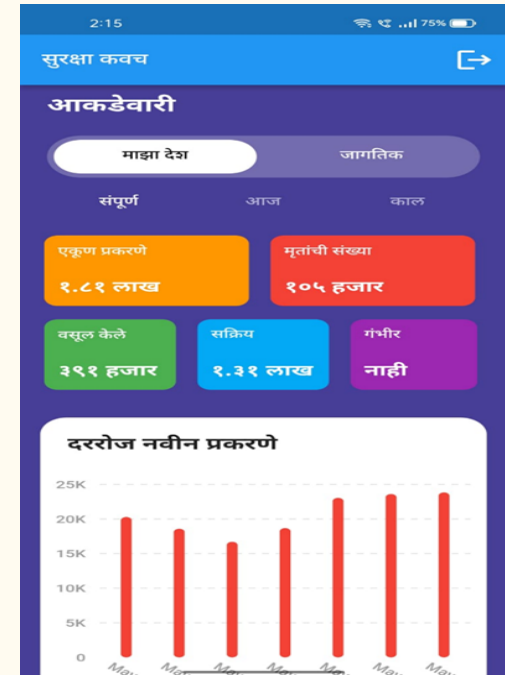 2:15 75%
सुरक्षा कवच
आकडेवारी
माझा देश जागतिक
संपूर्ण आज काल
एकूण प्रकरणे मृतांची संख्या
१.८१ लाख १०५ हजार
वसूल केले सक्रिय गंभीर
३९१ हजार १.३१ लाख नाही
दररोज नवीन प्रकरणे
25K
20K
15K
10K
5K
0